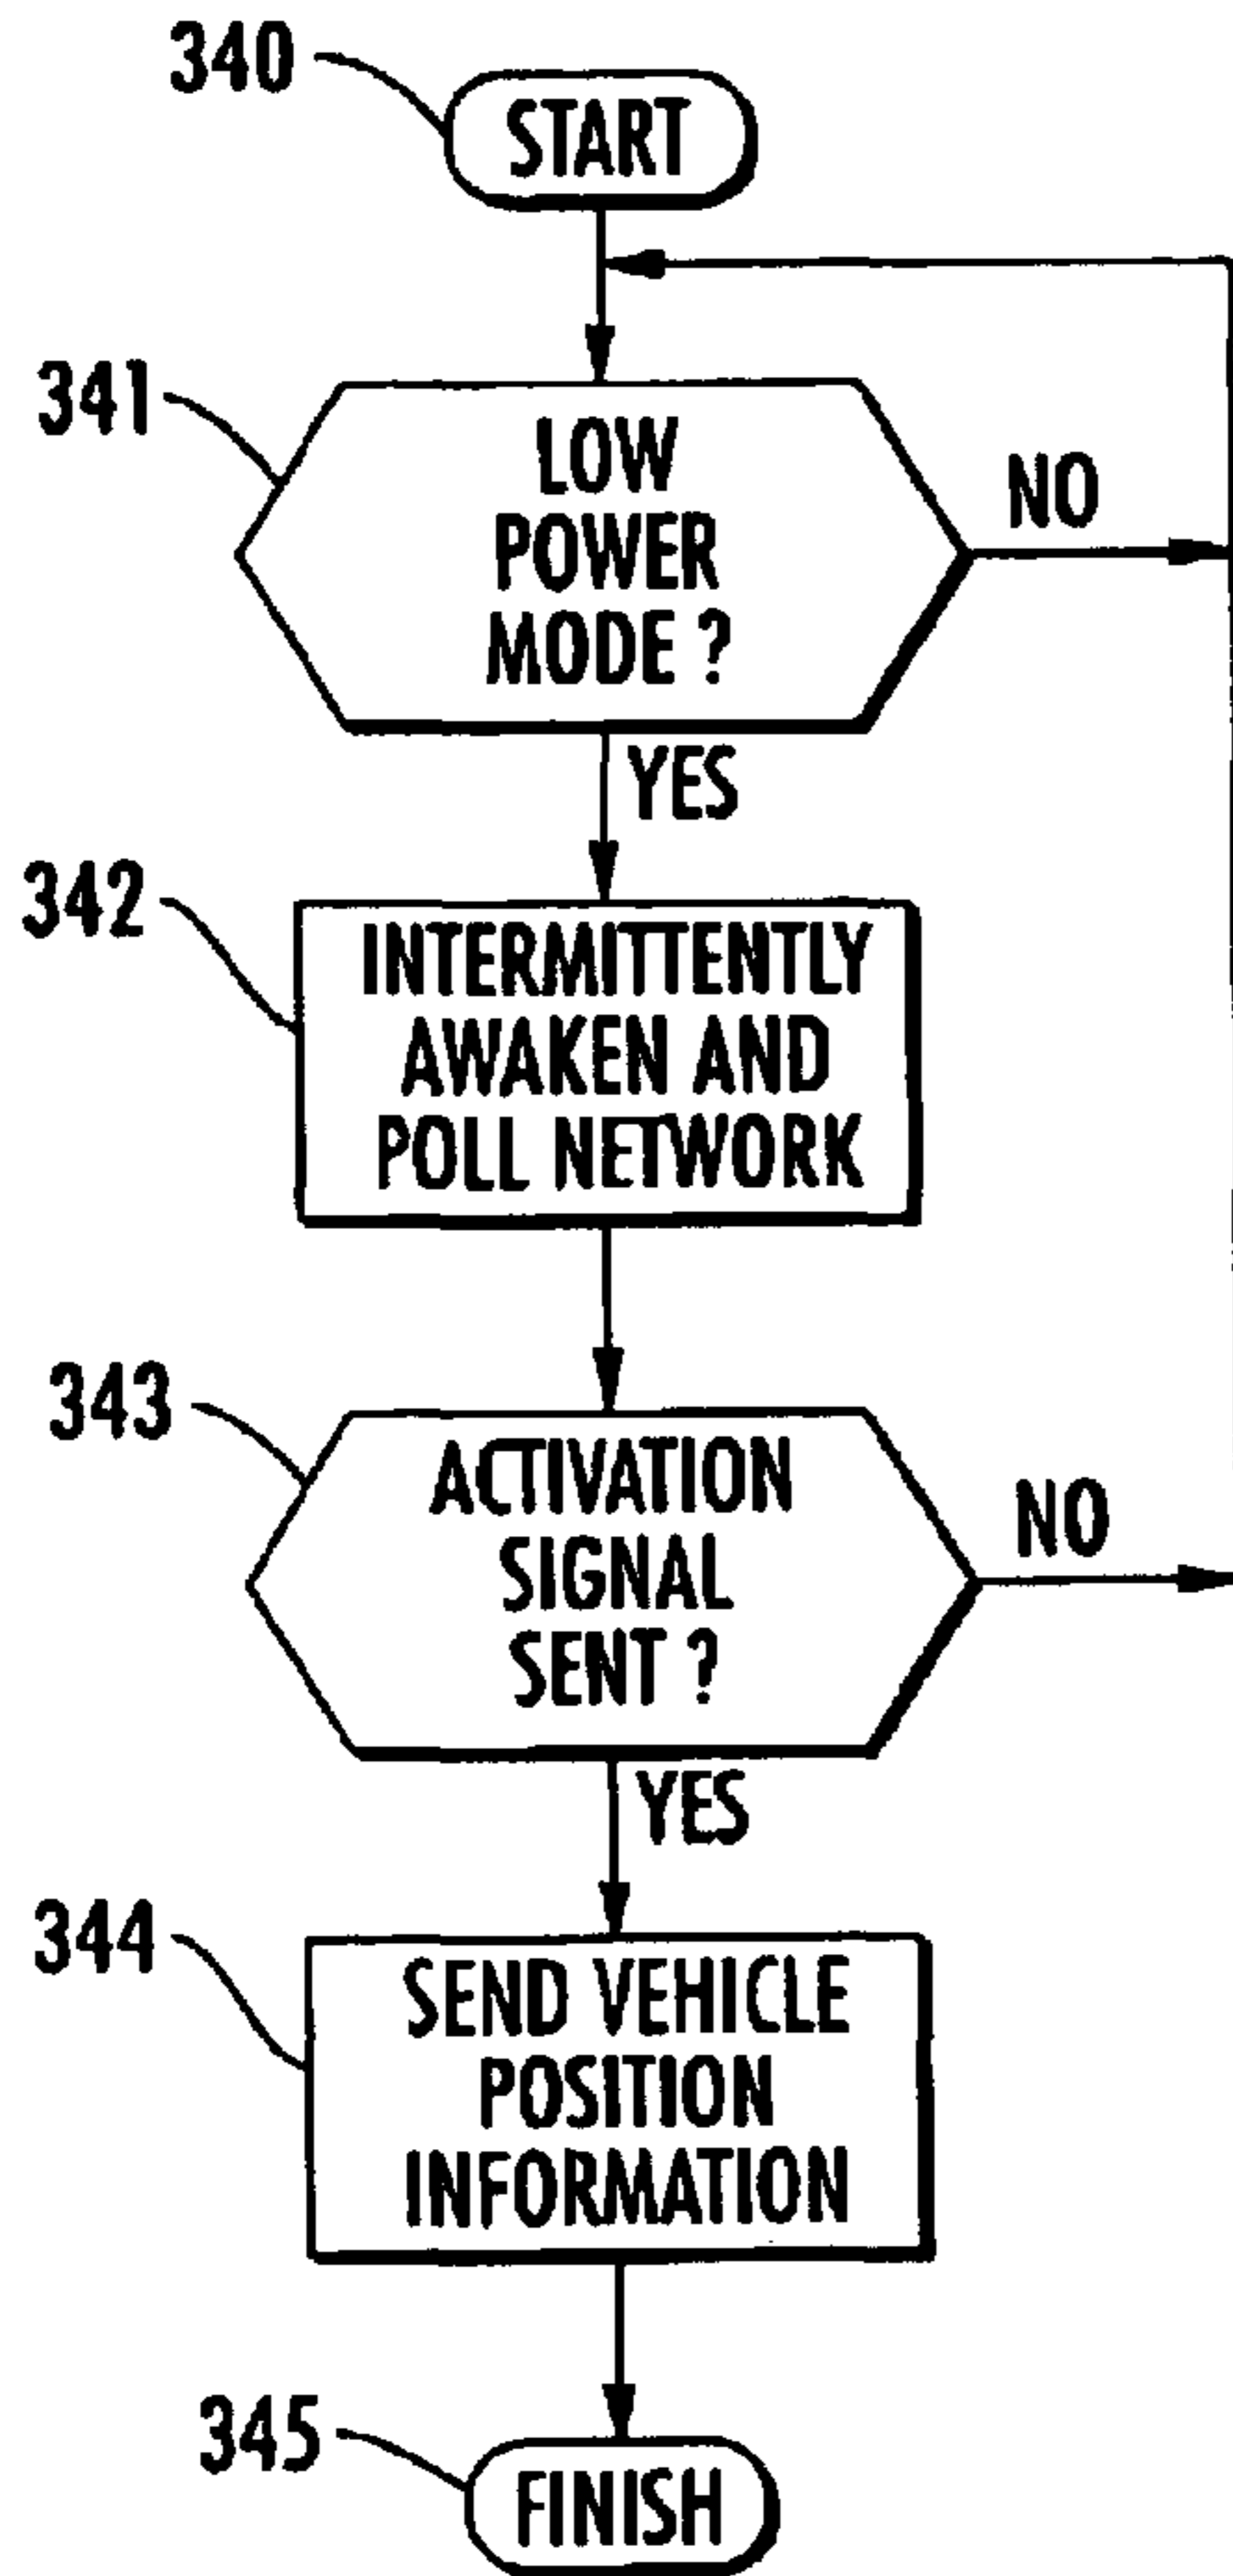 340
START
341
LOW
POWER
MODE ?
NO
YES
342
INTERMITTENTLY
AWAKEN AND
POLL NETWORK
343
ACTIVATION
SIGNAL
SENT ?
NO
YES
344
SEND VEHICLE
POSITION
INFORMATION
345
FINISH